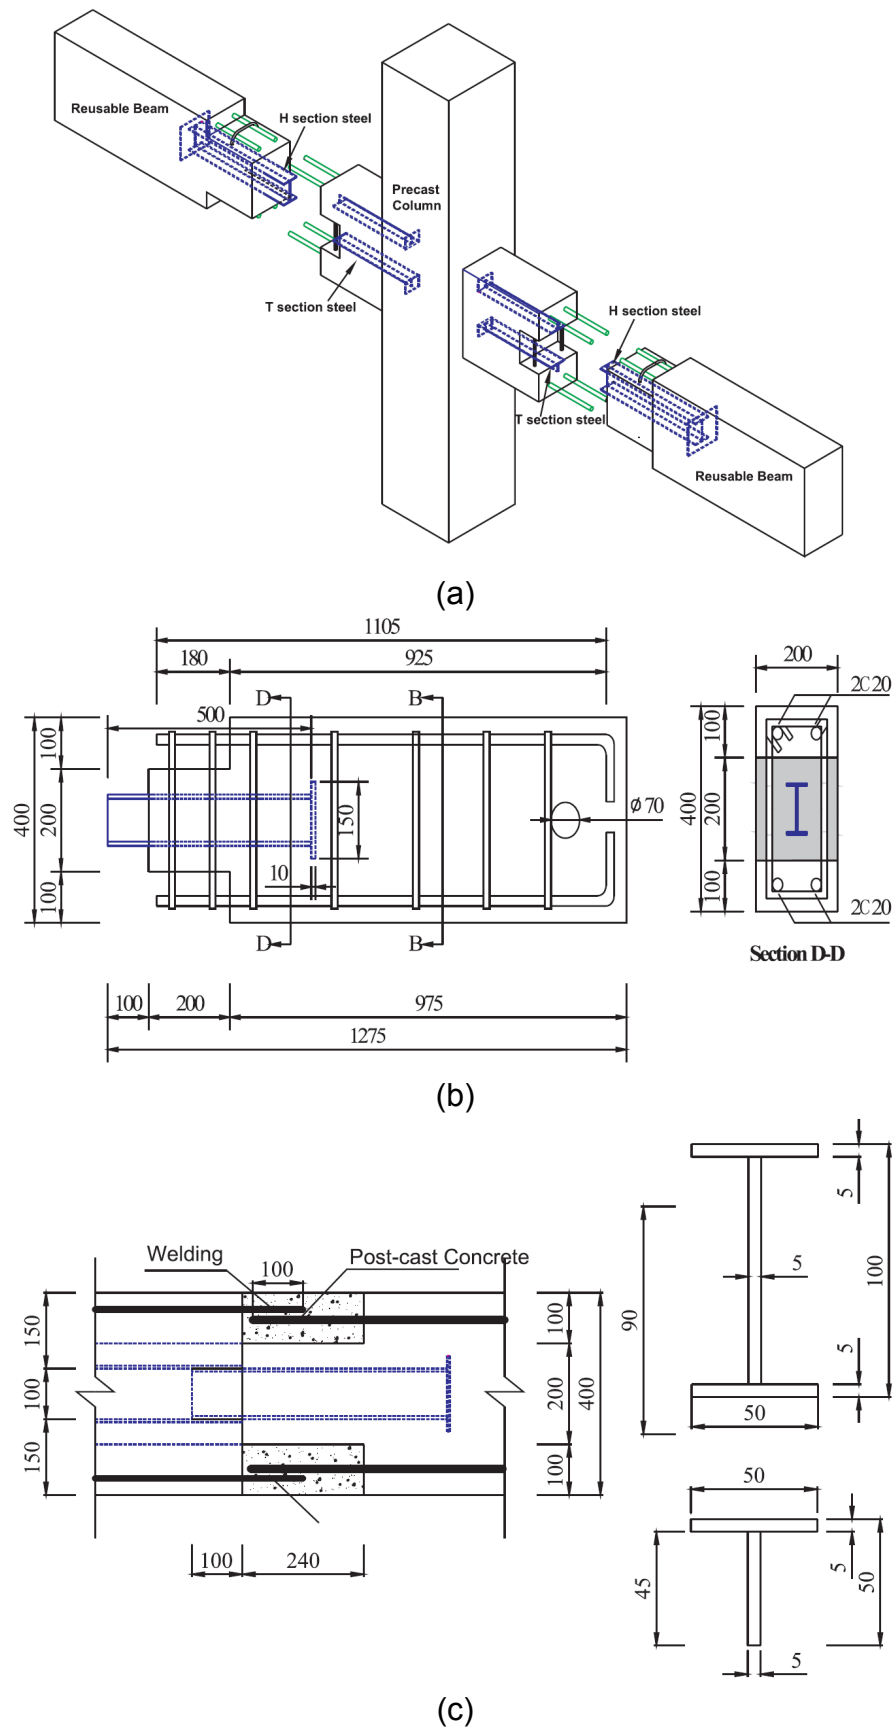 Reusable Beam
H section steel
Precast
Column
T section steel
H section steel
T section steel
Reusable Beam
(a)
1105
180
925
200
D
B
2C20
500
100
100
400
200
150
ϕ70
400
200
10
100
100
D
B
2C20
Section D-D
100
200
975
1275
(b)
5
Welding
Post-cast Concrete
100
5
100
90
150
100
5
100
200
400
50
150
100
50
100
240
5
50
45
5
(c)